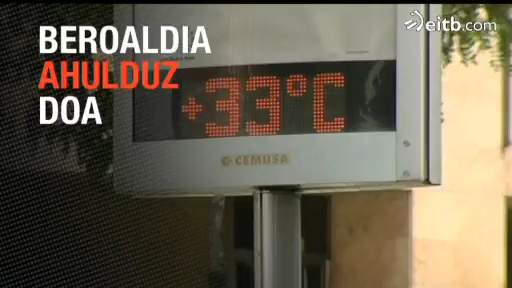 BEROALDIA
AHULDUZ
DOA
eitb.com
+33°C
CEMUSA